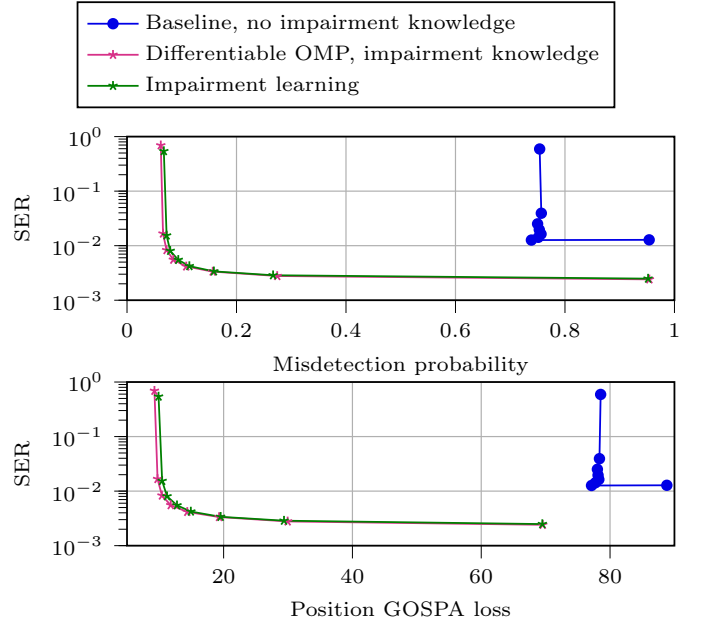 Baseline, no impairment knowledge
Differentiable OMP, impairment knowledge
Impairment learning
10^0
10^-1
10^-2
10^-3
SER
0 0.2 0.4 0.6 0.8 1
Misdetection probability
10^0
10^-1
10^-2
10^-3
SER
20 40 60 80
Position GOSPA loss